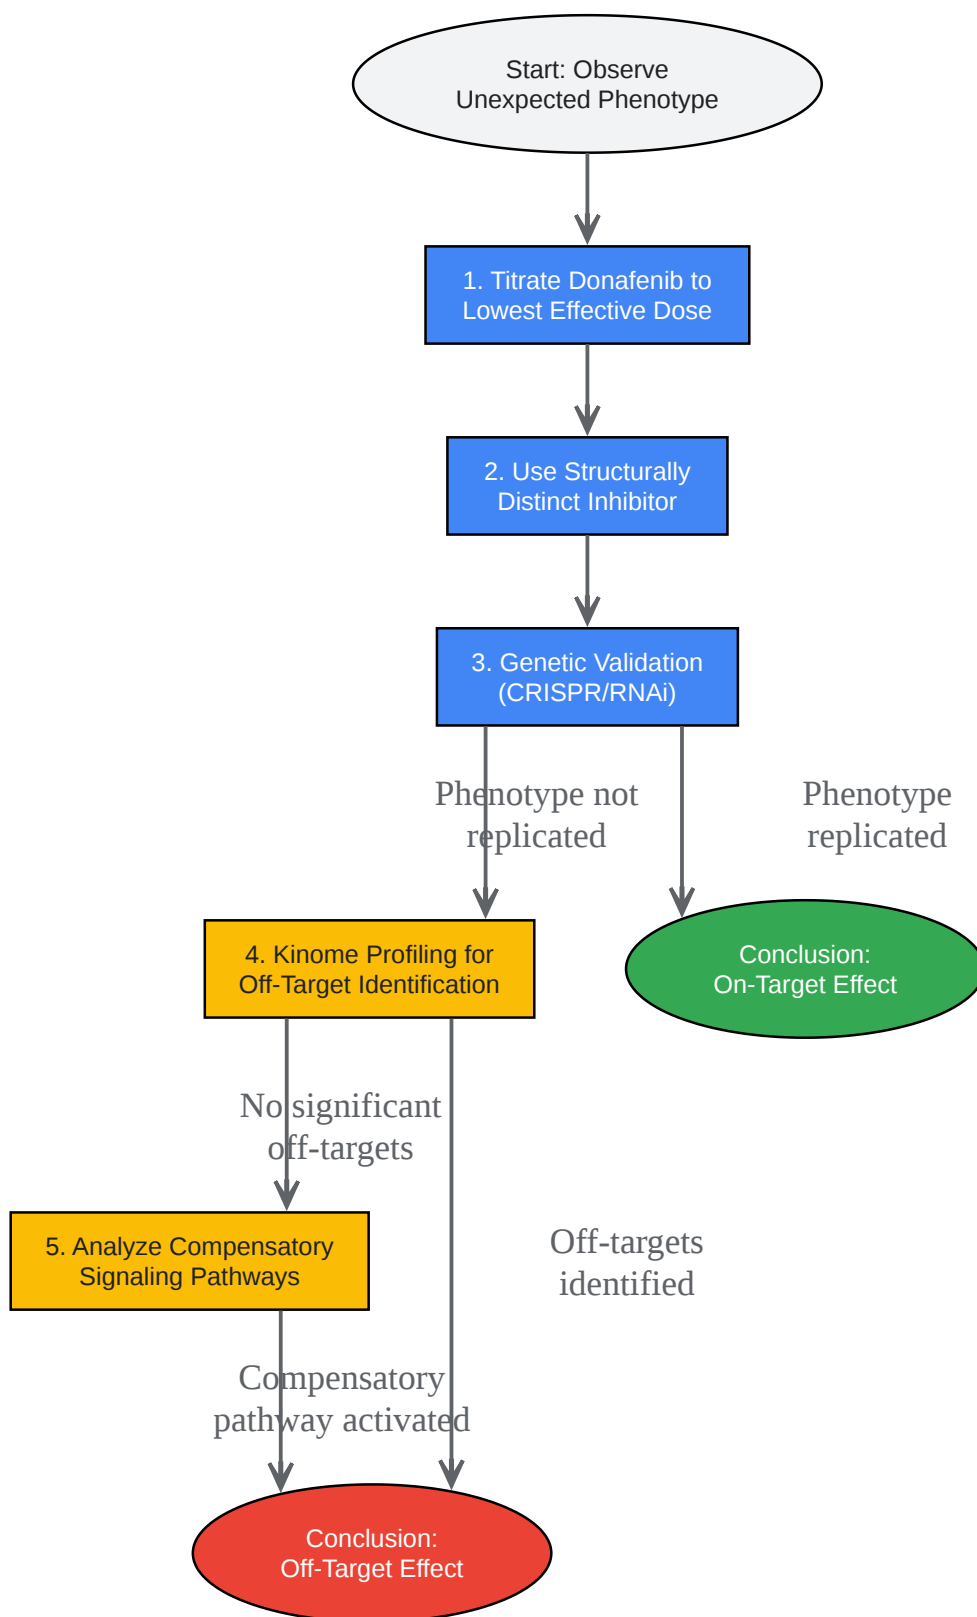 Start: Observe
Unexpected Phenotype
1. Titrate Donafenib to
Lowest Effective Dose
2. Use Structurally
Distinct Inhibitor
3. Genetic Validation
(CRISPR/RNAi)
Phenotype not
replicated
Phenotype
replicated
4. Kinome Profiling for
Off-Target Identification
Conclusion:
On-Target Effect
No significant
off-targets
5. Analyze Compensatory
Signaling Pathways
Off-targets
identified
Compensatory
pathway activated
Conclusion:
Off-Target Effect